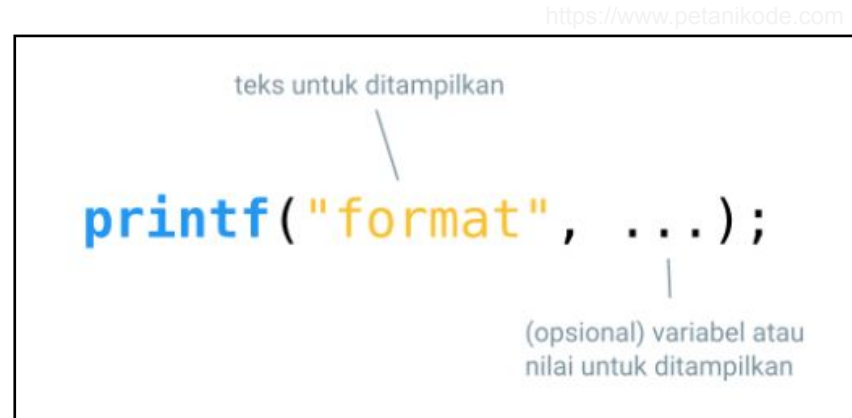 https://www.petanikode.com
teks untuk ditampilkan
printf("format", ...);
(opsional) variabel atau
nilai untuk ditampilkan